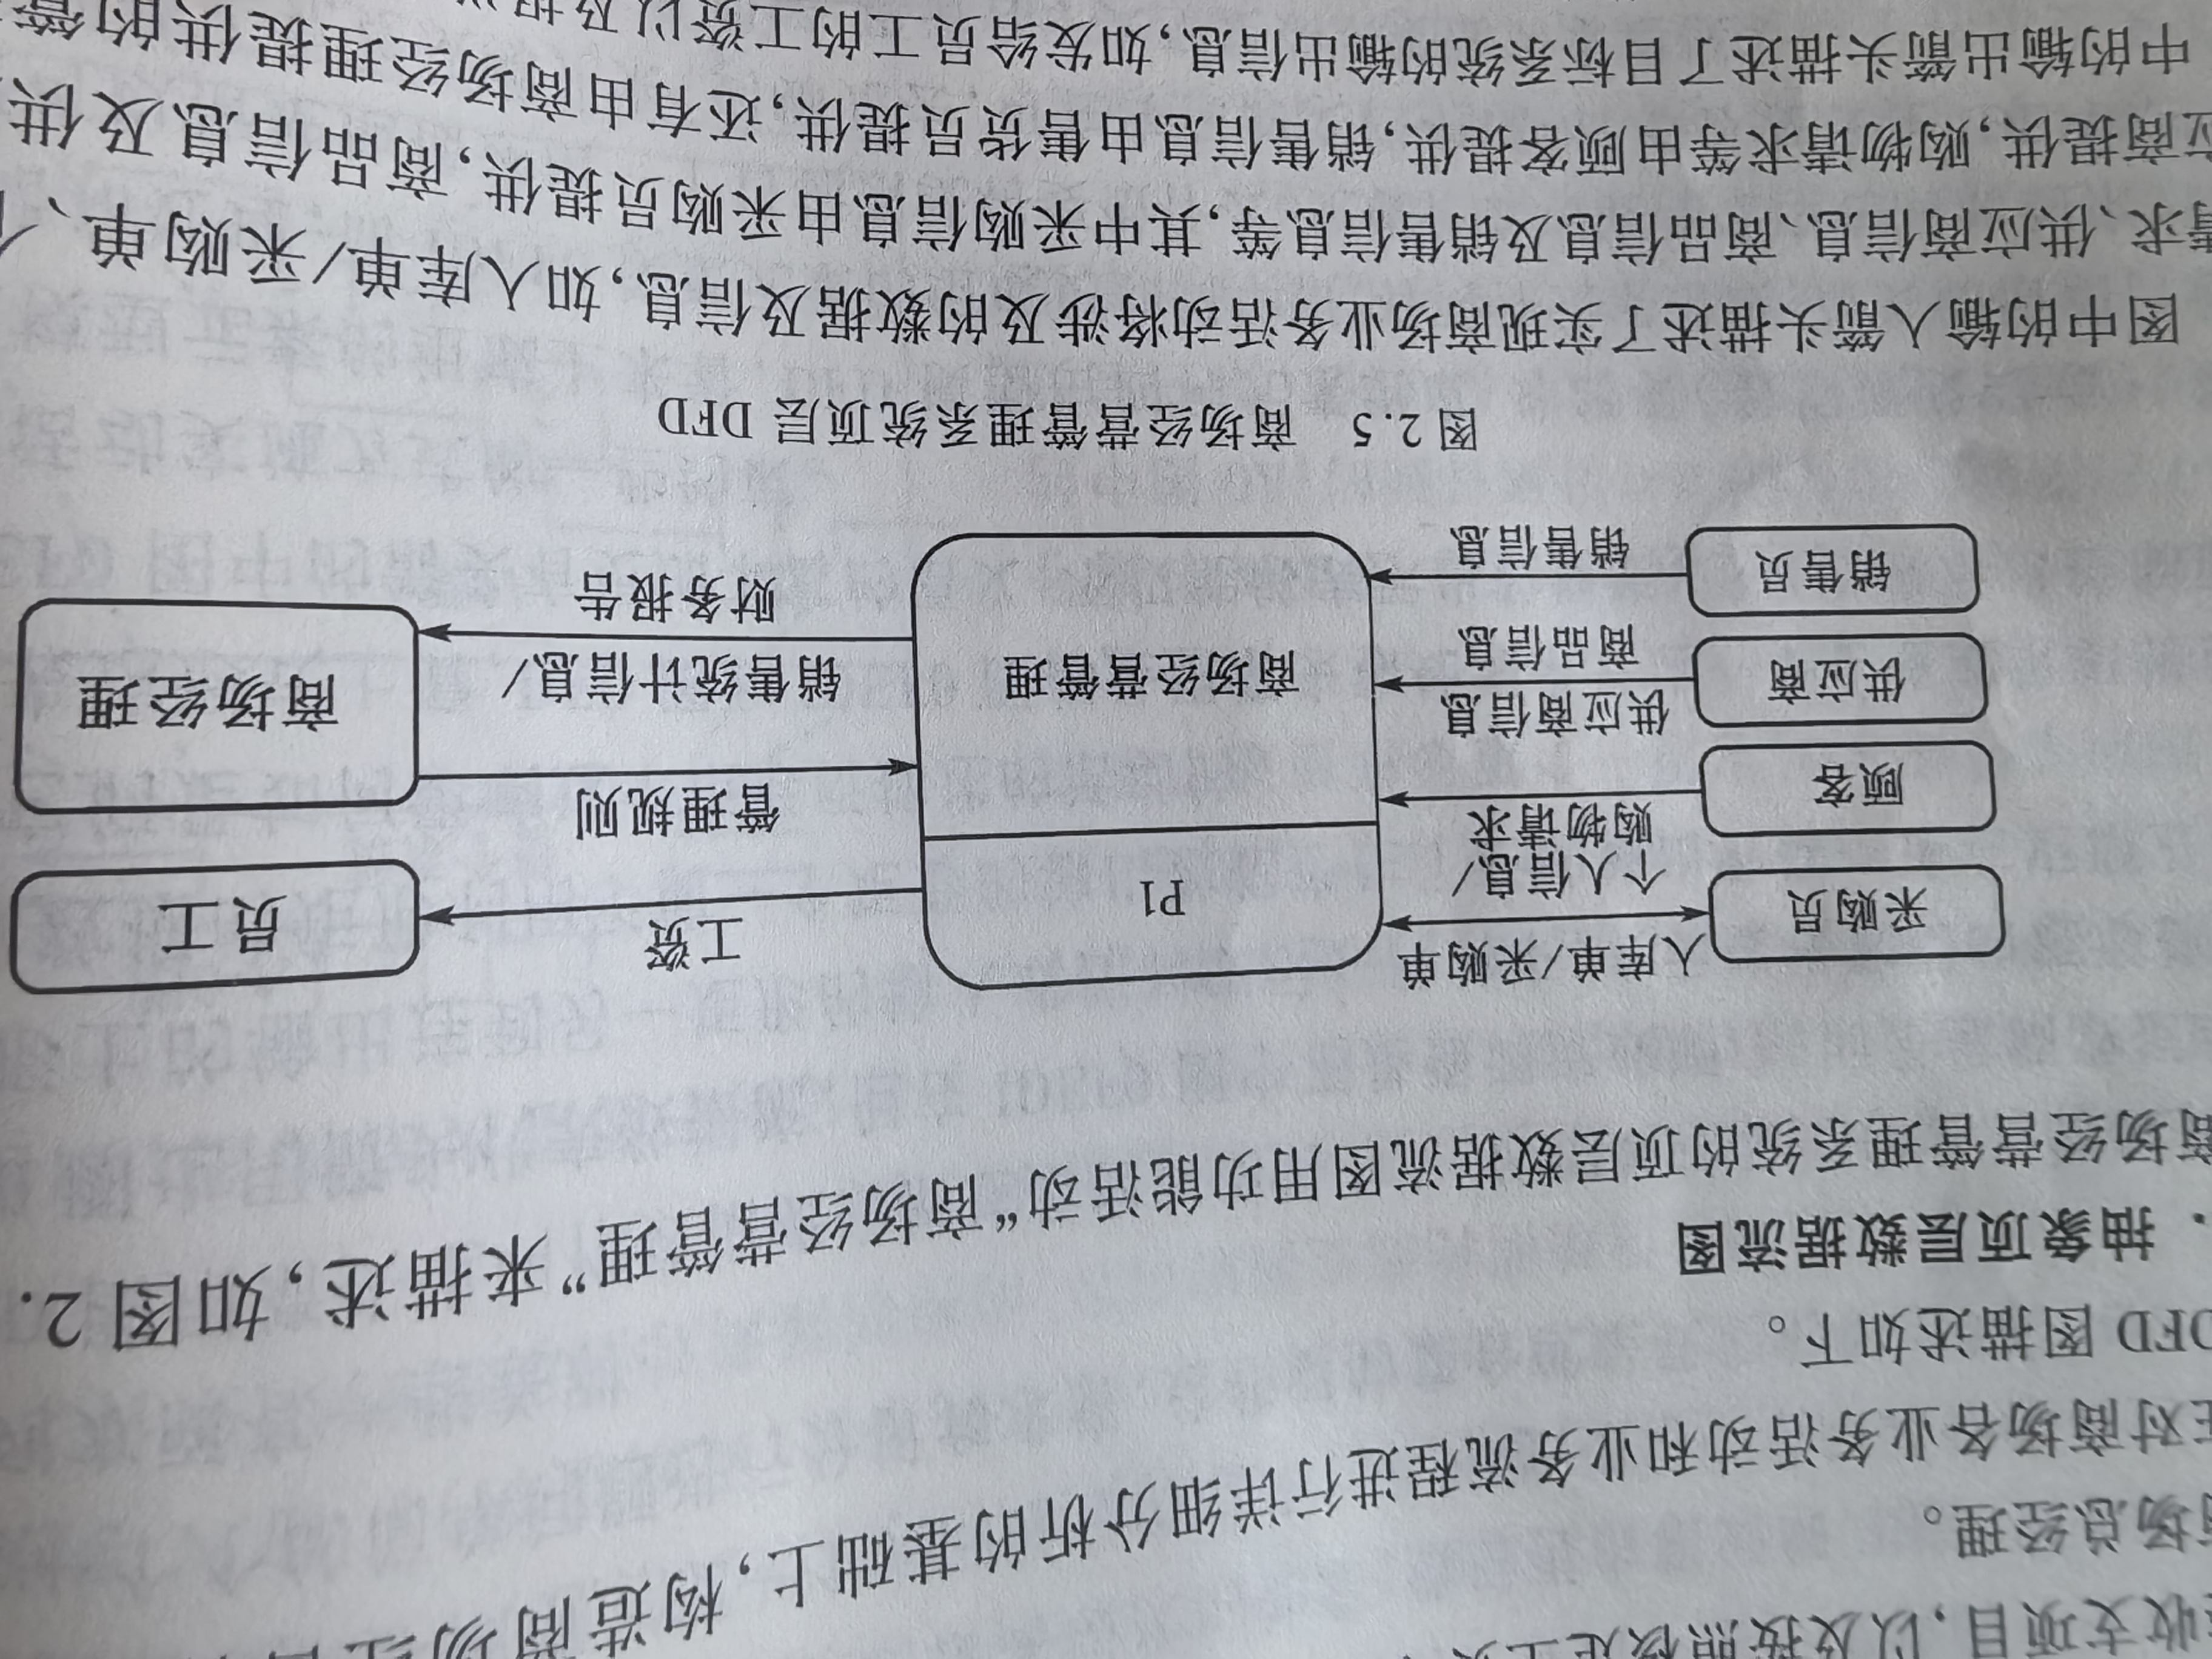 收支项目,以及按照核定
场总经理。
对商场各业务活动和业务流程进行详细分析的基础上,构造商场经
DFD 图描述如下。
. 抽象顶层数据流图
商场经营管理系统的顶层数据流图用功能活动“商场经营管理”来描述,如图 2.
采购员
入库单/采购单
顾客
个人信息/
购物请求
供应商
供应商信息
商品信息
销售员
销售信息
P1
商场经营管理
工资
员工
管理规则
销售统计信息/
财务报告
商场经理
图 2.5 商场经营管理系统顶层 DFD
图中的输入箭头描述了实现商场业务活动将涉及的数据及信息,如入库单/采购单、个
请求、供应商信息、商品信息及销售信息等,其中采购信息由采购员提供,商品信息及供
应商提供,购物请求等由顾客提供,销售信息由售货员提供,还有由商场经理提供的管
中的输出箭头描述了目标系统的输出信息,如发给员工的工资以及提